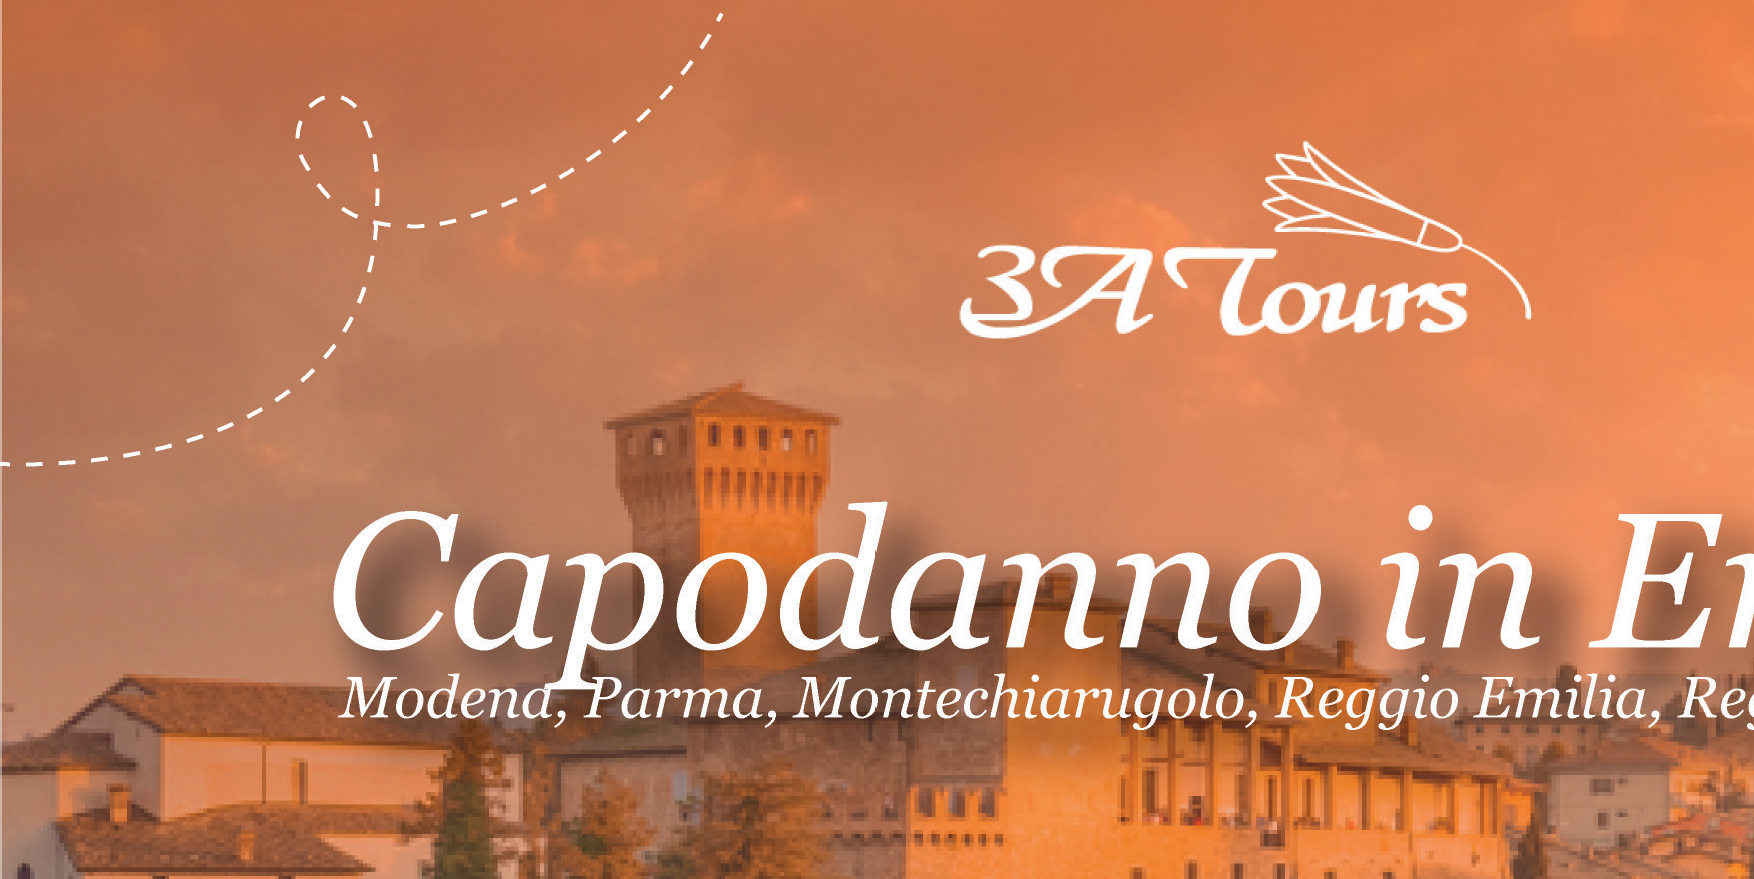 3A Tours
Capodanno in
Modena, Parma, Montechiarugolo, Reggio Emilia,